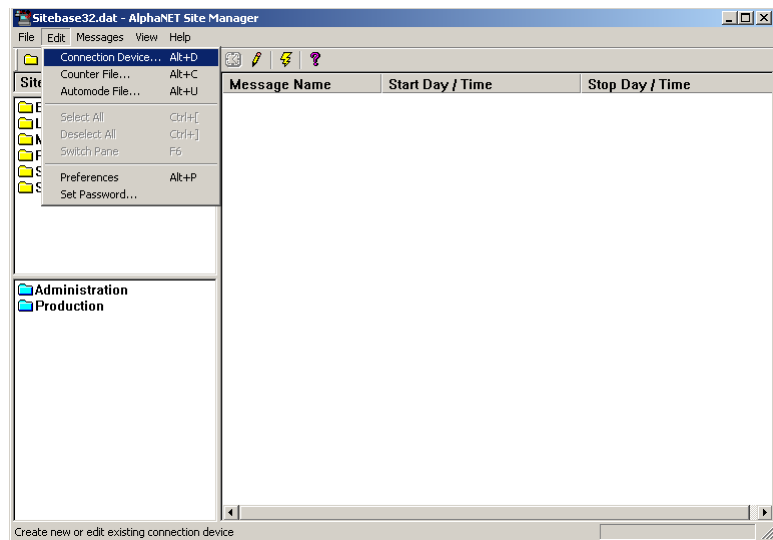 Sitebase32.dat - AlphaNET Site Manager
File Edit Messages View Help
Connection Device... Alt+D
Counter File... Alt+C
Automode File... Alt+U
Select All Ctrl+[
Deselect All Ctrl+]
Switch Pane F6
Preferences Alt+P
Set Password...
Site
Message Name Start Day / Time Stop Day / Time
Administration
Production
Create new or edit existing connection device